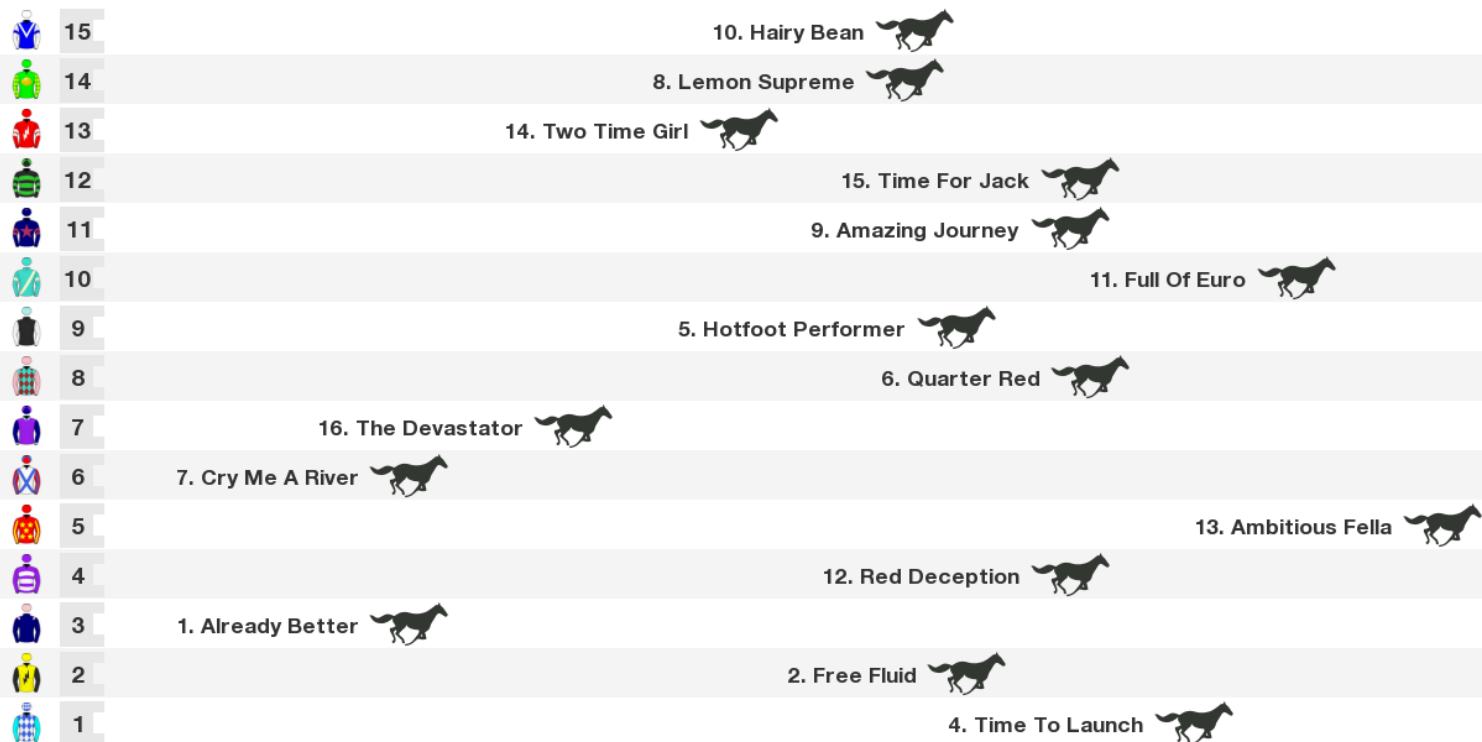 15 10. Hairy Bean
14 8. Lemon Supreme
13 14. Two Time Girl
12 15. Time For Jack
11 9. Amazing Journey
10 11. Full Of Euro
9 5. Hotfoot Performer
8 6. Quarter Red
7 16. The Devastator
6 7. Cry Me A River
5 13. Ambitious Fella
4 12. Red Deception
3 1. Already Better
2 2. Free Fluid
1 4. Time To Launch